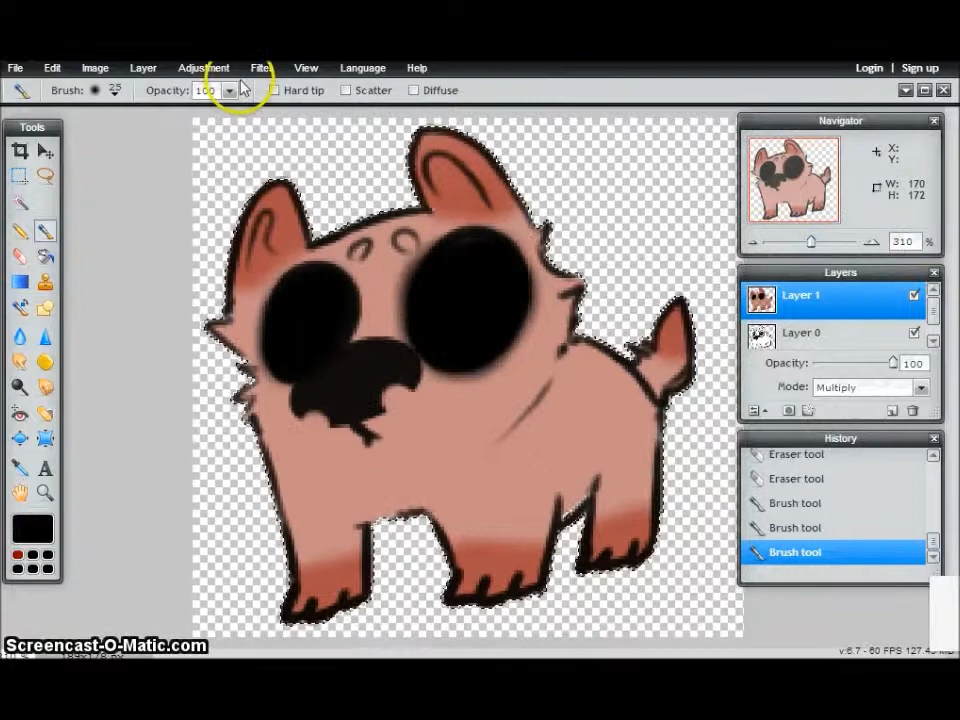 File Edit Image Layer Adjustment Filter View Language Help Login Sign up
Brush: 25 Opacity: 100 Hard tip Scatter Diffuse
Tools
Navigator
X:
Y:
W: 170
H: 172
310 %
Layers
Layer 1
Layer 0
Opacity: 100
Mode: Multiply
History
Eraser tool
Eraser tool
Brush tool
Brush tool
Brush tool
Screencast-O-Matic.com